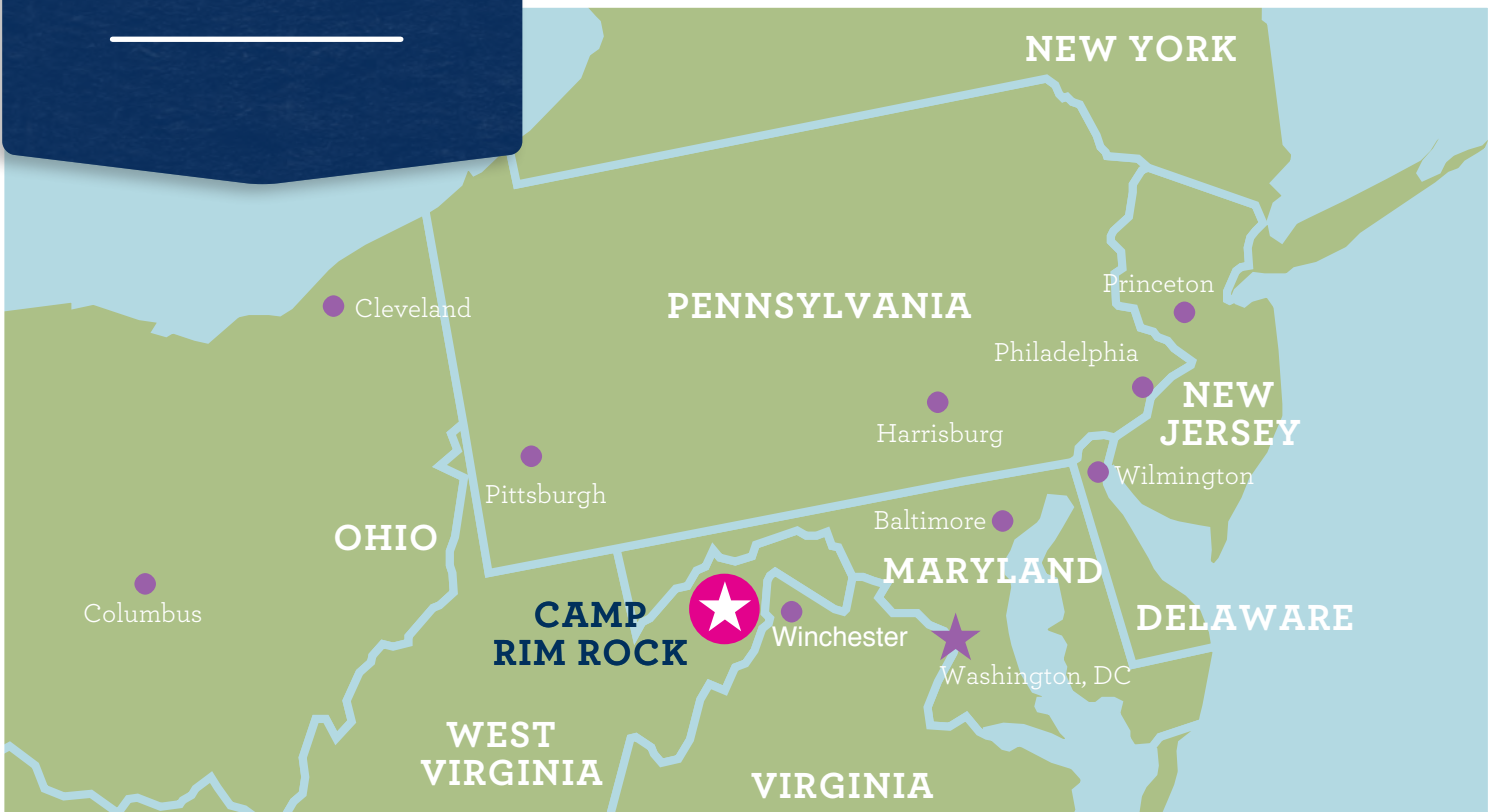 NEW YORK
Princeton
Cleveland
PENNSYLVANIA
Philadelphia
NEW
JERSEY
Harrisburg
Wilmington
Pittsburgh
Baltimore
OHIO
MARYLAND
Columbus
CAMP
RIM ROCK
Winchester
DELAWARE
Washington, DC
WEST
VIRGINIA
VIRGINIA